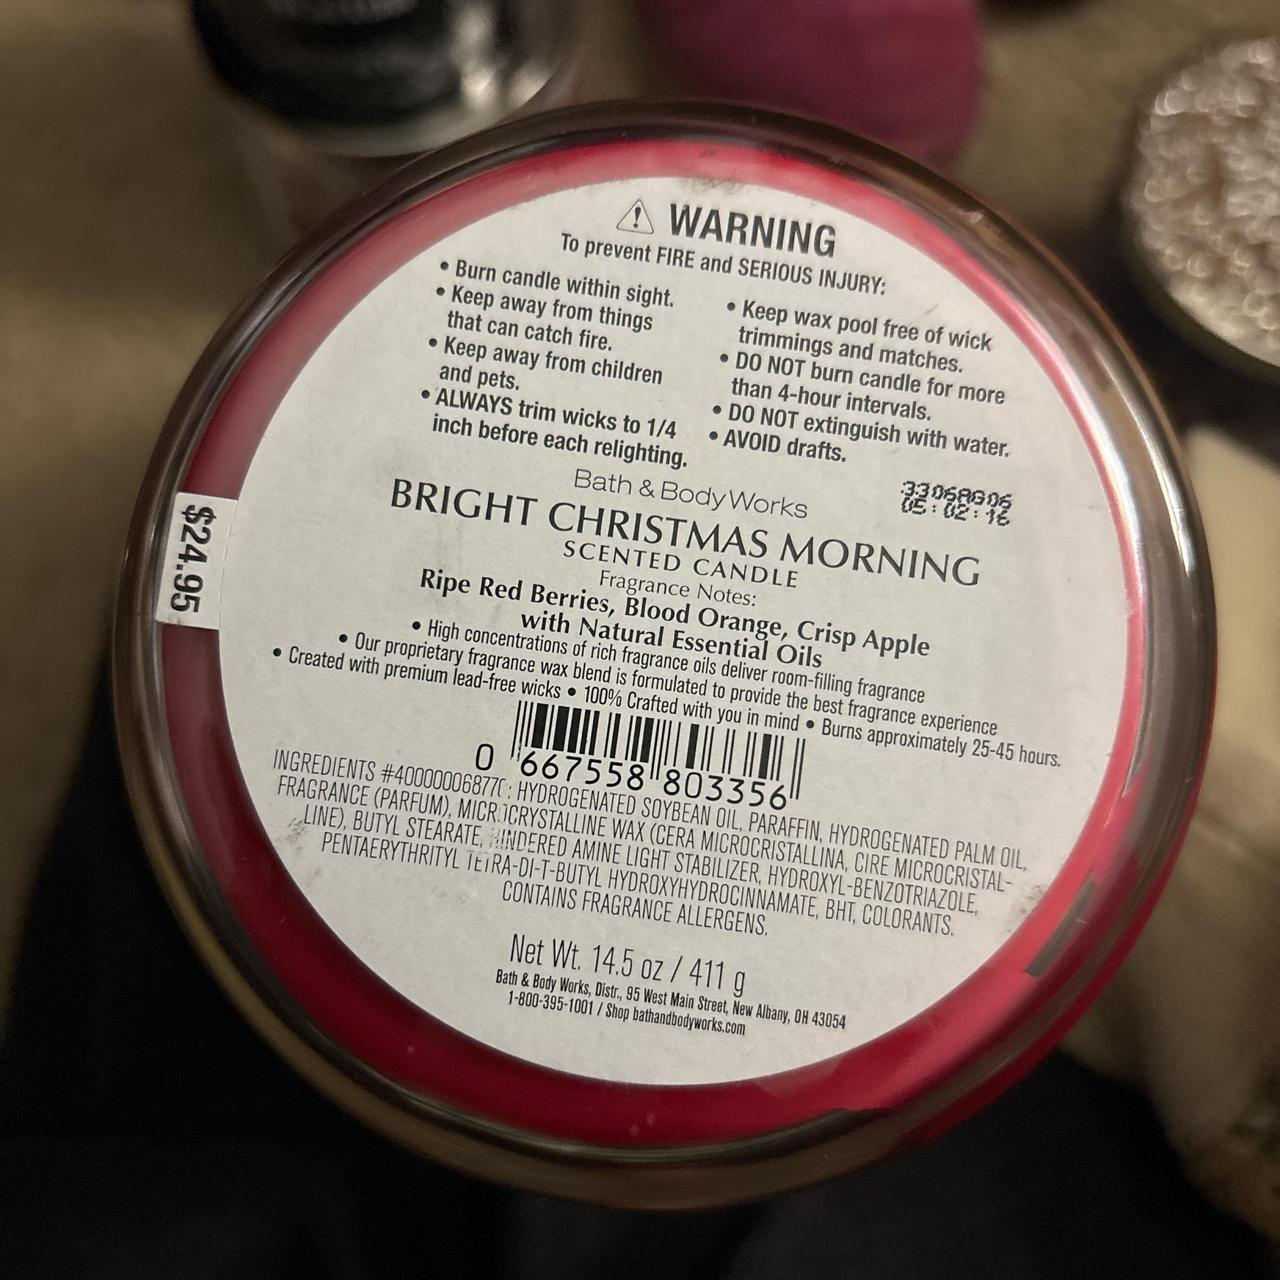 WARNING
To prevent FIRE and SERIOUS INJURY:
• Burn candle within sight.
• Keep away from things
that can catch fire.
• Keep away from children
and pets.
• ALWAYS trim wicks to 1/4
inch before each relighting.
• Keep wax pool free of wick
trimmings and matches.
• DO NOT burn candle for more
than 4-hour intervals.
• DO NOT extinguish with water.
• AVOID drafts.
Bath & Body Works
BRIGHT CHRISTMAS MORNING
SCENTED CANDLE
Fragrance Notes:
Ripe Red Berries, Blood Orange, Crisp Apple
with Natural Essential Oils
• High concentrations of rich fragrance oils deliver room-filling fragrance
• Our proprietary fragrance wax blend is formulated to provide the best fragrance experience
• Created with premium lead-free wicks • 100% Crafted with you in mind • Burns approximately 25-45 hours.
0 667558 803356
INGREDIENTS : HYDROGENATED SOYBEAN OIL, PARAFFIN, HYDROGENATED PALM OIL,
FRAGRANCE (PARFUM), MICROCRYSTALLINE WAX (CERA MICROCRISTALLINA, CIRE MICROCRISTAL-
LINE), BUTYL STEARATE, HINDERED AMINE LIGHT STABILIZER, HYDROXYL-BENZOTRIAZOLE,
PENTAERYTHRITYL TETRA-DI-T-BUTYL HYDROXYHYDROCINNAMATE, BHT, COLORANTS.
CONTAINS FRAGRANCE ALLERGENS.
Net Wt. 14.5 oz / 411 g
Bath & Body Works, Distr., 95 West Main Street, New Albany, OH 43054
1-800-395-1001 / Shop bathandbodyworks.com
$24.95